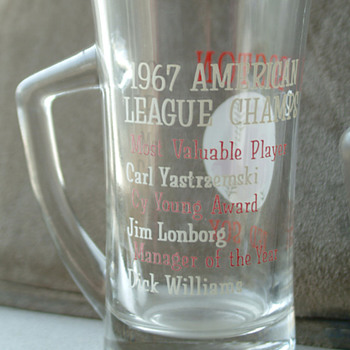 1967 AMERICAN
LEAGUE CHAMPS
Most Valuable Player
Carl Yastrzemski
Cy Young Award
Jim Lonborg
Manager of the Year
Dick Williams